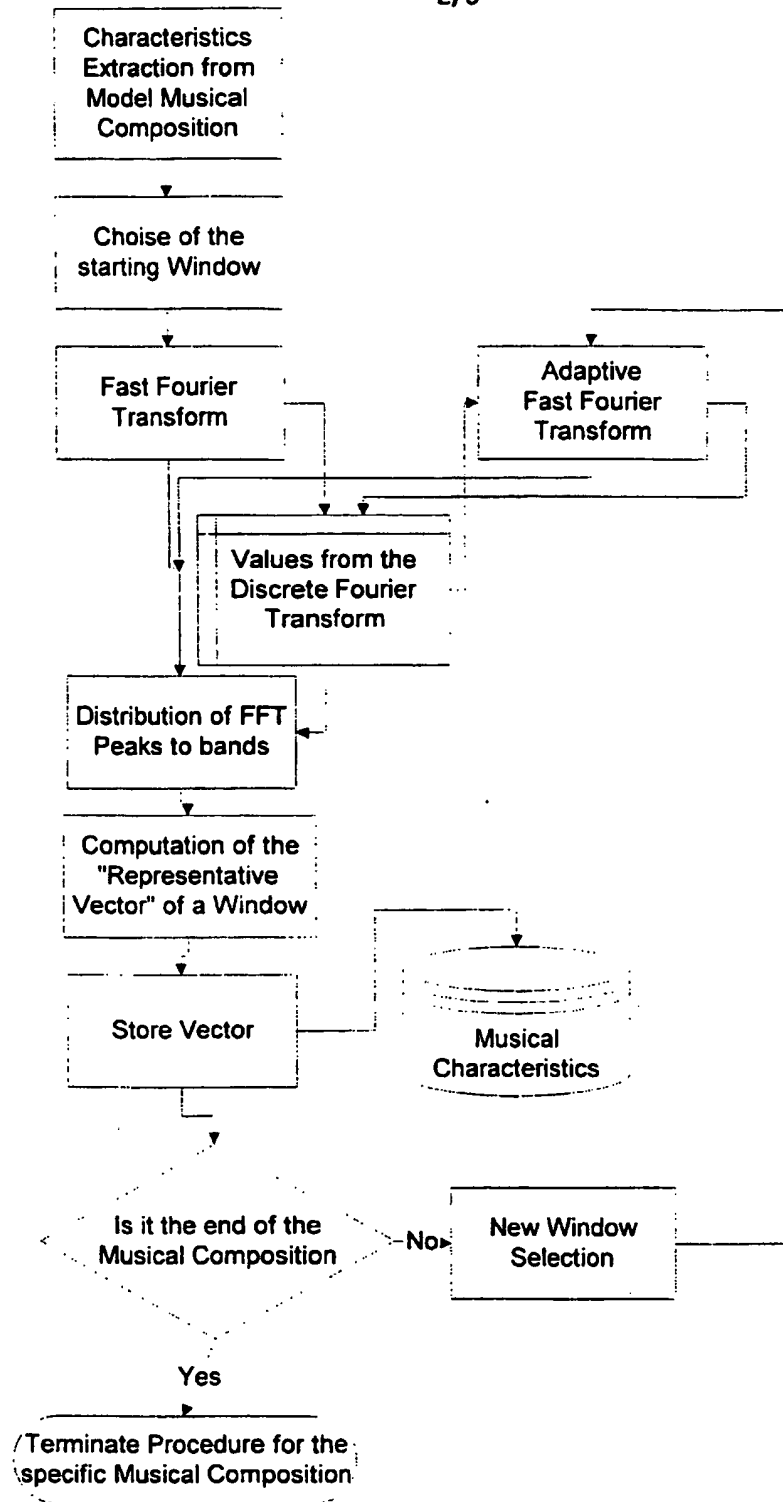 Characteristics
Extraction from
Model Musical
Composition
Choise of the
starting Window
Fast Fourier
Transform
Adaptive
Fast Fourier
Transform
Values from the
Discrete Fourier
Transform
Distribution of FFT
Peaks to bands
Computation of the
"Representative
Vector" of a Window
Store Vector
Musical
Characteristics
Is it the end of the
Musical Composition
No
New Window
Selection
Yes
Terminate Procedure for the
specific Musical Composition